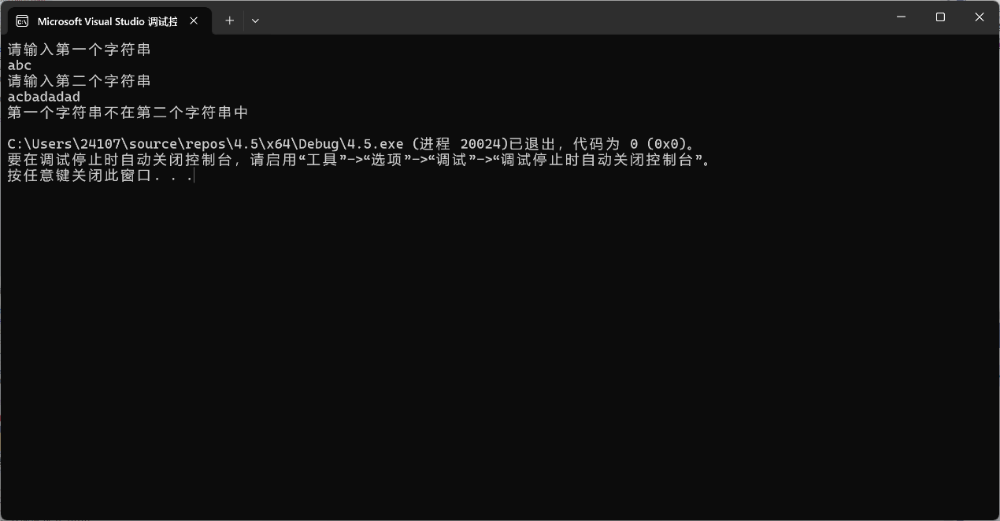 Microsoft Visual Studio 调试控
请输入第一个字符串
abc
请输入第二个字符串
acbadadad
第一个字符串不在第二个字符串中
C:\Users\24107\source\repos\4.5\x64\Debug\4.5.exe (进程 20024)已退出，代码为 0 (0x0)。
要在调试停止时自动关闭控制台，请启用“工具”->“选项”->“调试”->“调试停止时自动关闭控制台”。
按任意键关闭此窗口. . .